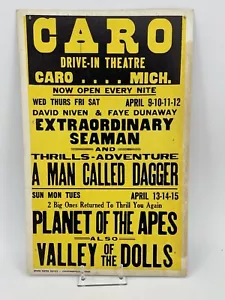 CARO
DRIVE-IN THEATRE
CARO .... MICH.
NOW OPEN EVERY NITE
WED THURS FRI SAT APRIL 9-10-11-12
DAVID NIVEN & FAYE DUNAWAY
EXTRAORDINARY
SEAMAN
AND
THRILLS-ADVENTURE
A MAN CALLED DAGGER
SUN MON TUES APRIL 13-14-15
2 Big Ones Returned To Thrill You Again
PLANET OF THE APES
ALSO
VALLEY OF THE DOLLS